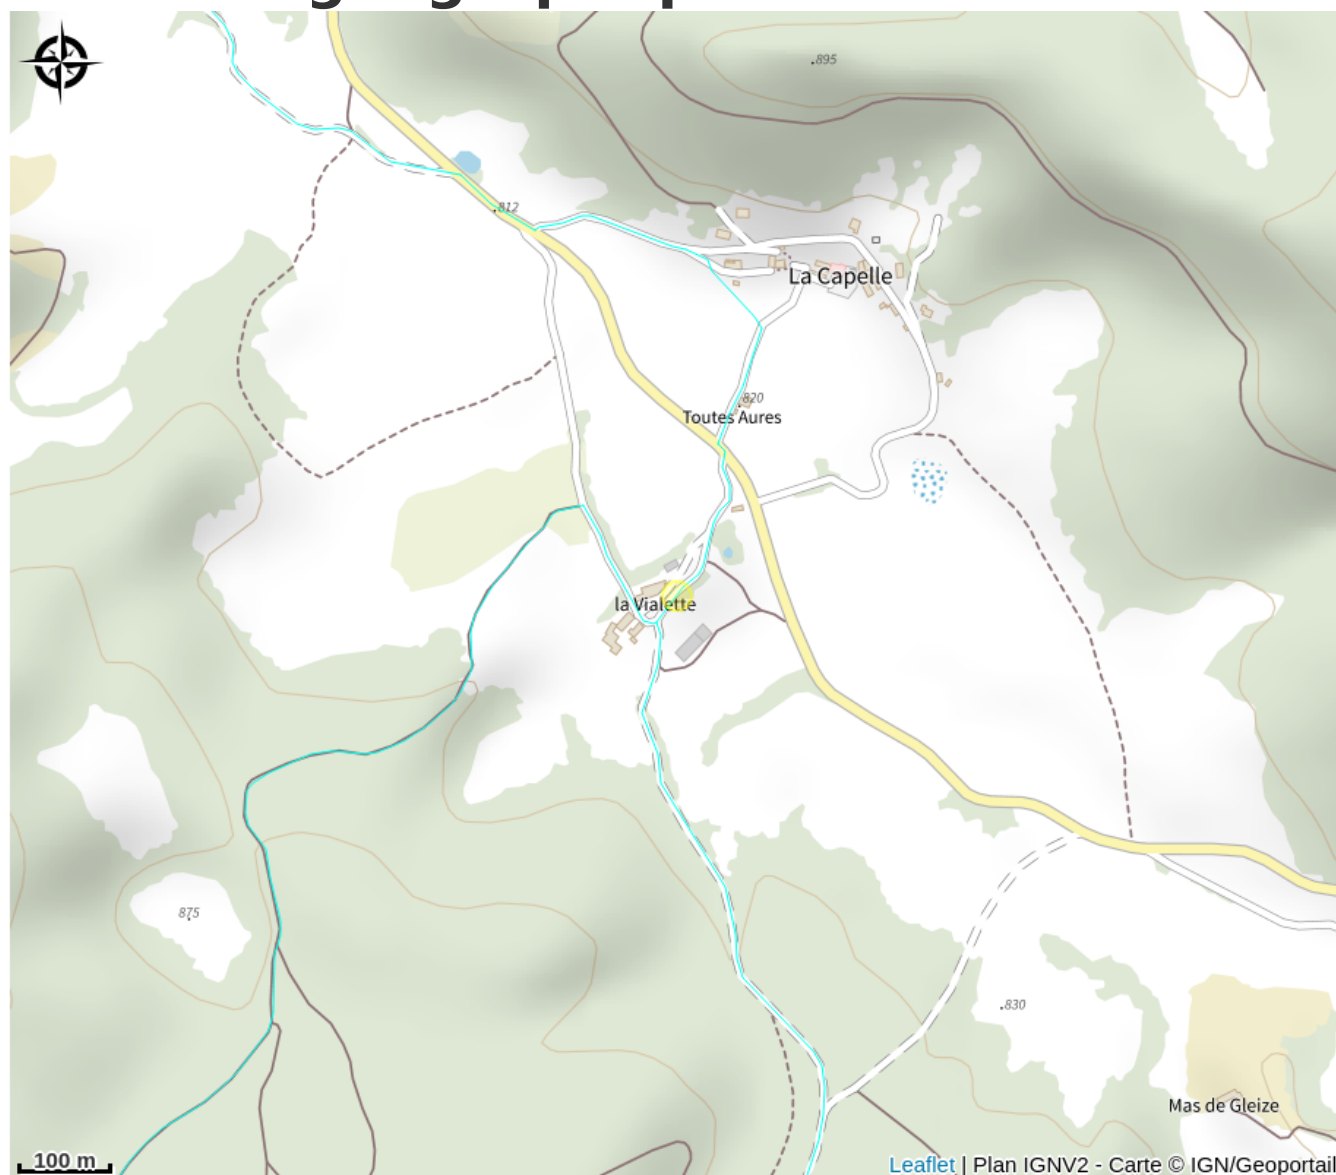 895
812
La Capelle
820
Toutes Aures
la Vialette
875
830
Mas de Gleize
100 m
Leaflet | Plan IGNV2 - Carte © IGN/Geoportail